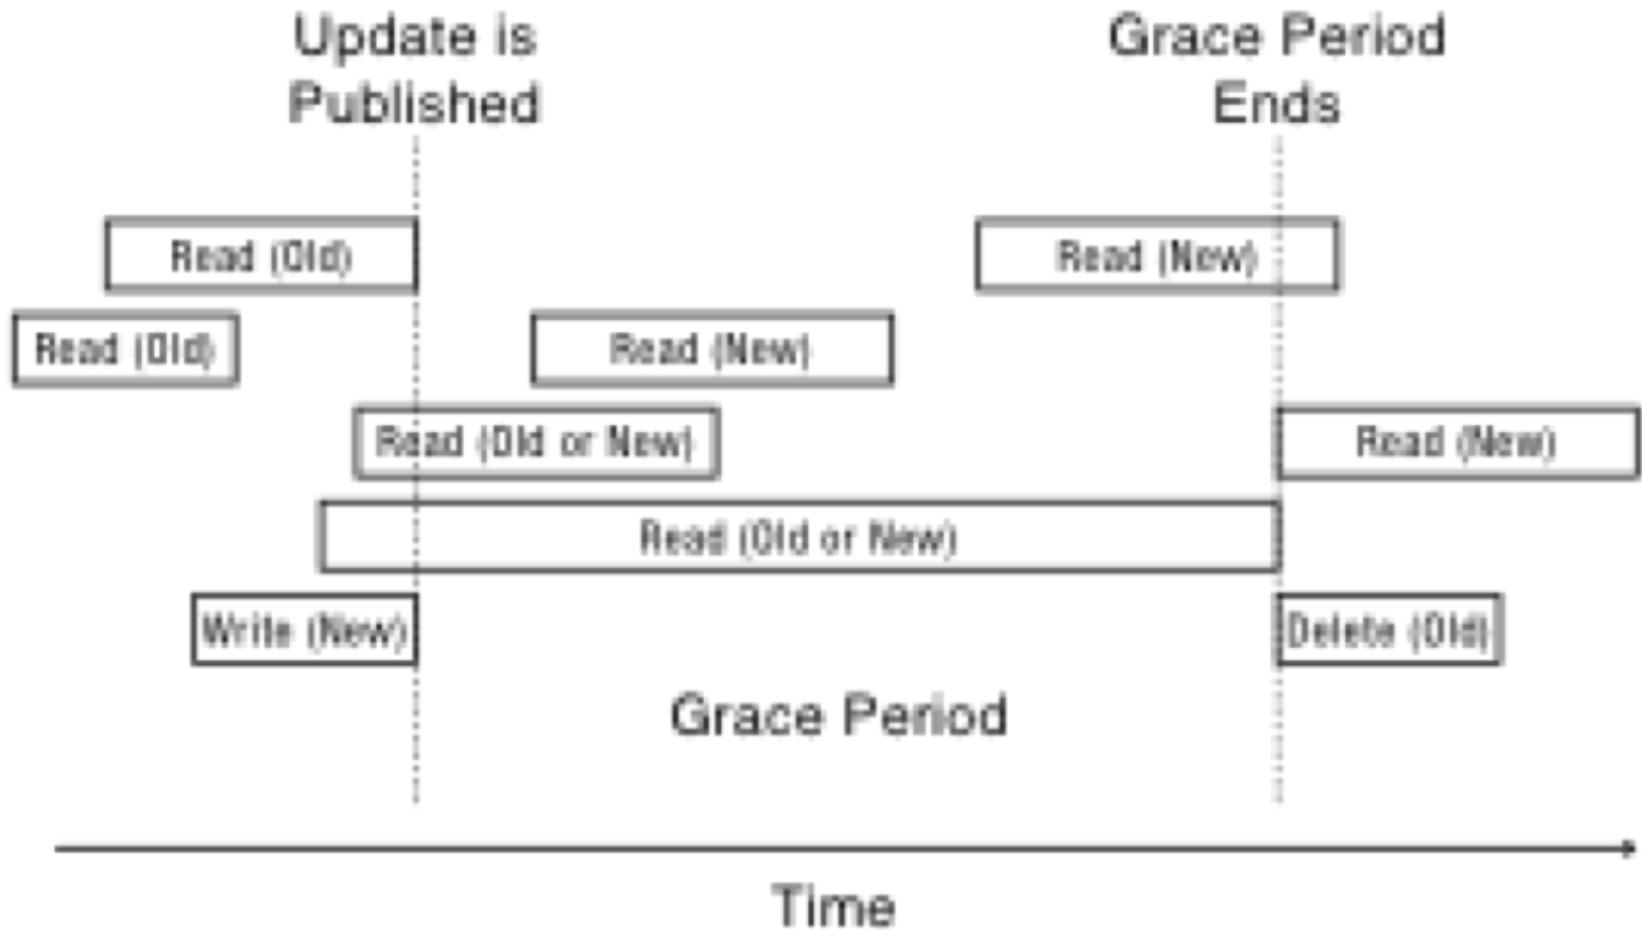 Update is
Published
Grace Period
Ends
Read (Old)
Read (New)
Read (Old)
Read (New)
Read (Old or New)
Read (New)
Read (Old or New)
Write (New)
Delete (Old)
Grace Period
Time